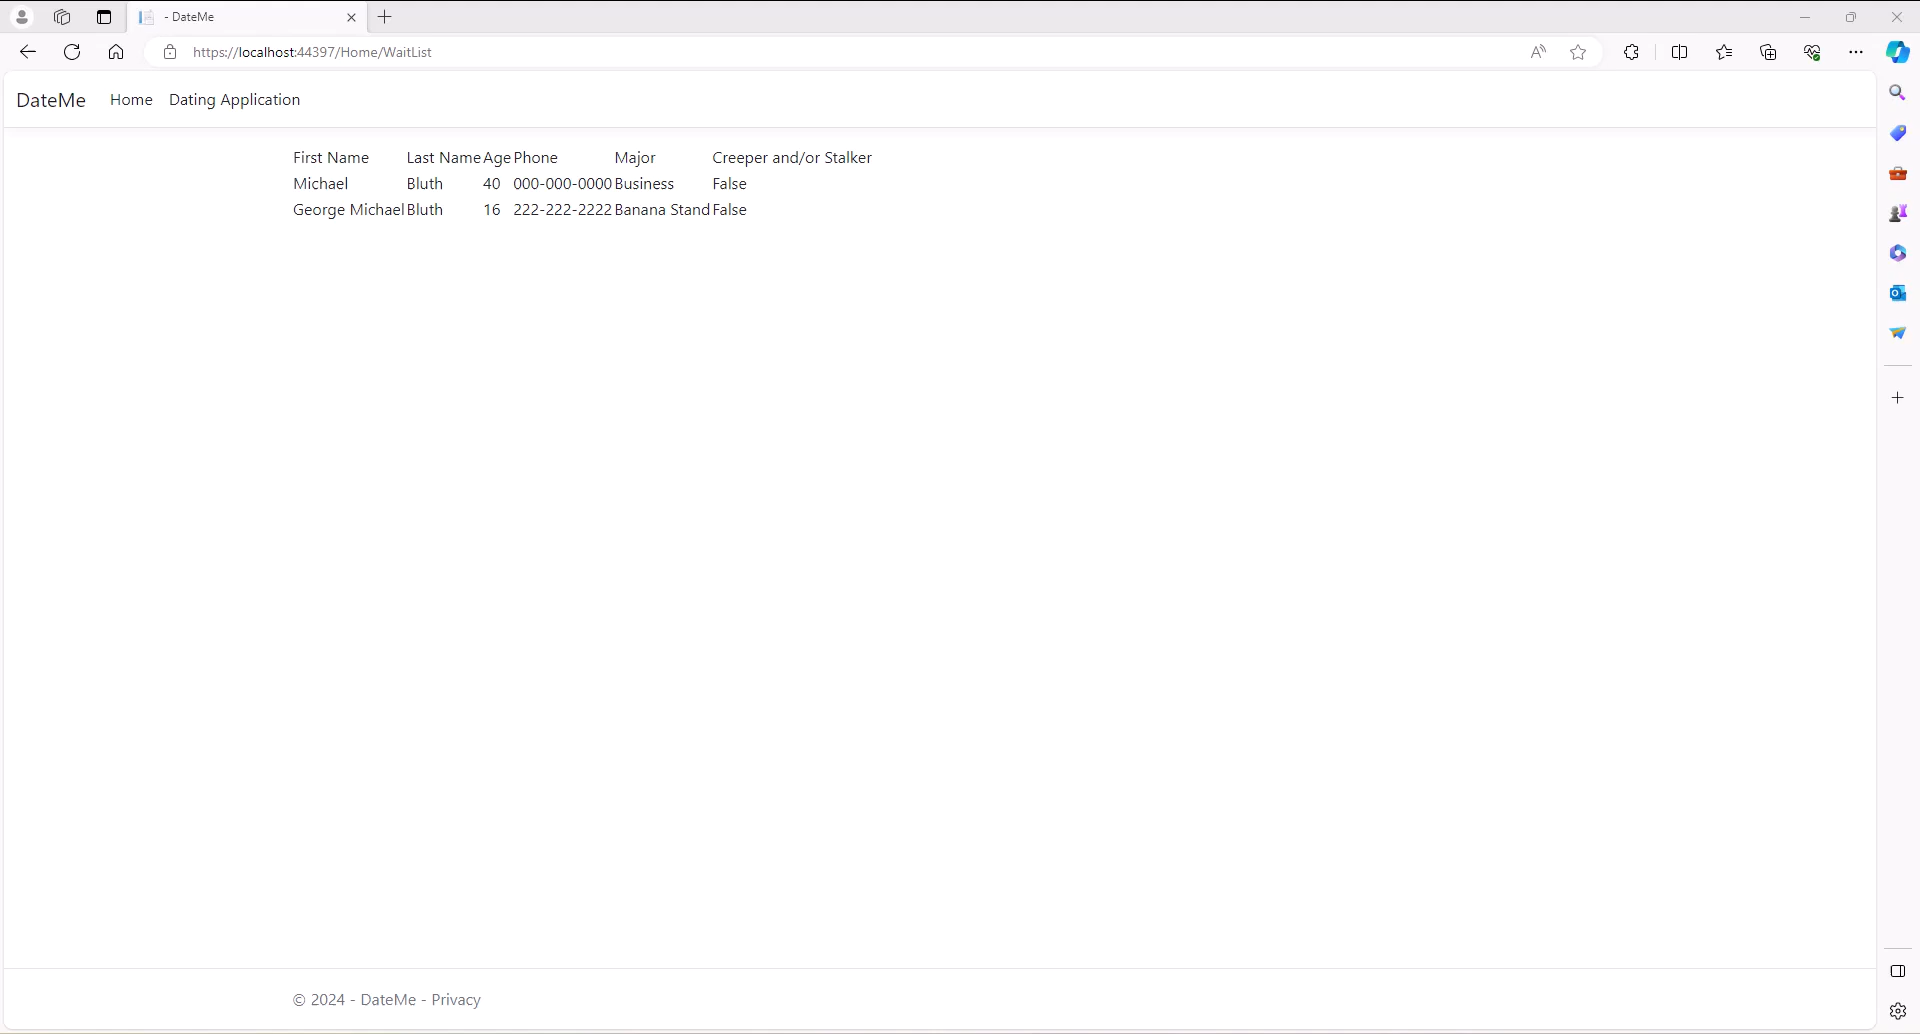 - DateMe
https://localhost:44397/Home/WaitList
DateMe Home Dating Application
First Name Last Name Age Phone Major Creeper and/or Stalker
Michael Bluth 40 000-000-0000 Business False
George Michael Bluth 16 222-222-2222 Banana Stand False
© 2024 - DateMe - Privacy